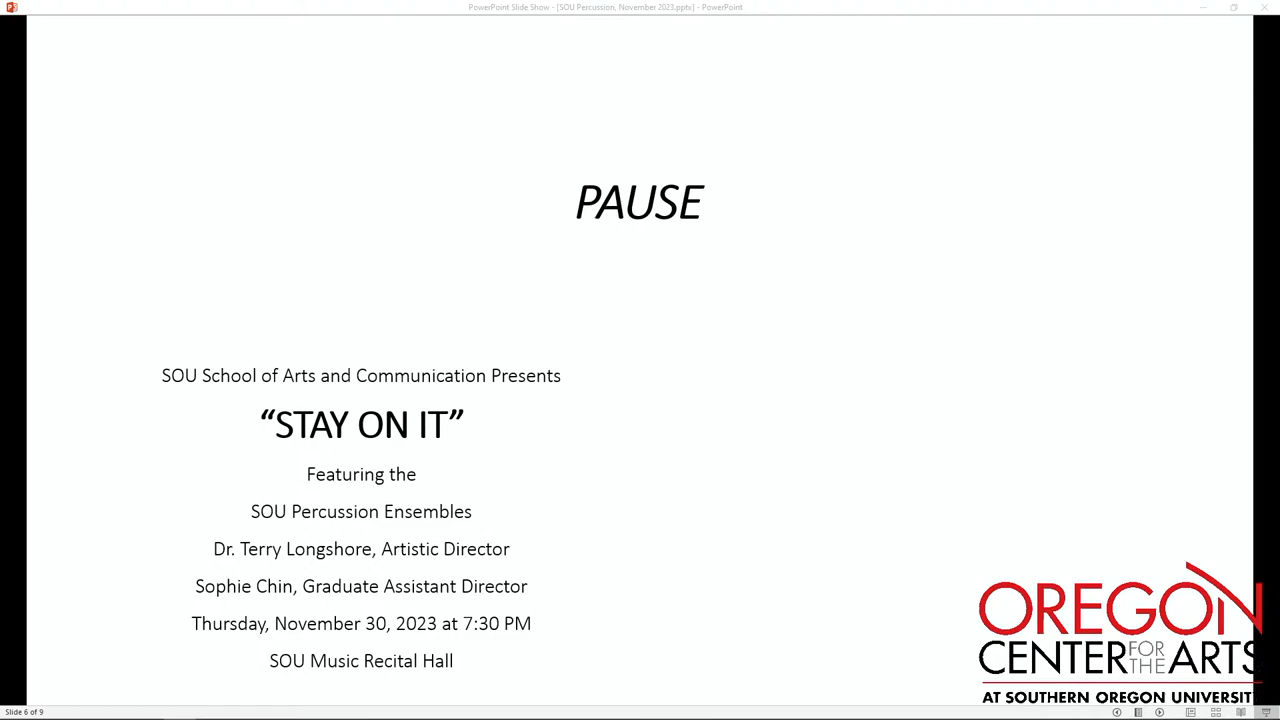 PowerPoint Slide Show - [SOU Percussion, November 2023.pptx] - PowerPoint
PAUSE
SOU School of Arts and Communication Presents
“STAY ON IT”
Featuring the
SOU Percussion Ensembles
Dr. Terry Longshore, Artistic Director
Sophie Chin, Graduate Assistant Director
Thursday, November 30, 2023 at 7:30 PM
SOU Music Recital Hall
OREGON
CENTER FOR THE ARTS
AT SOUTHERN OREGON UNIVERSITY
Slide 6 of 9